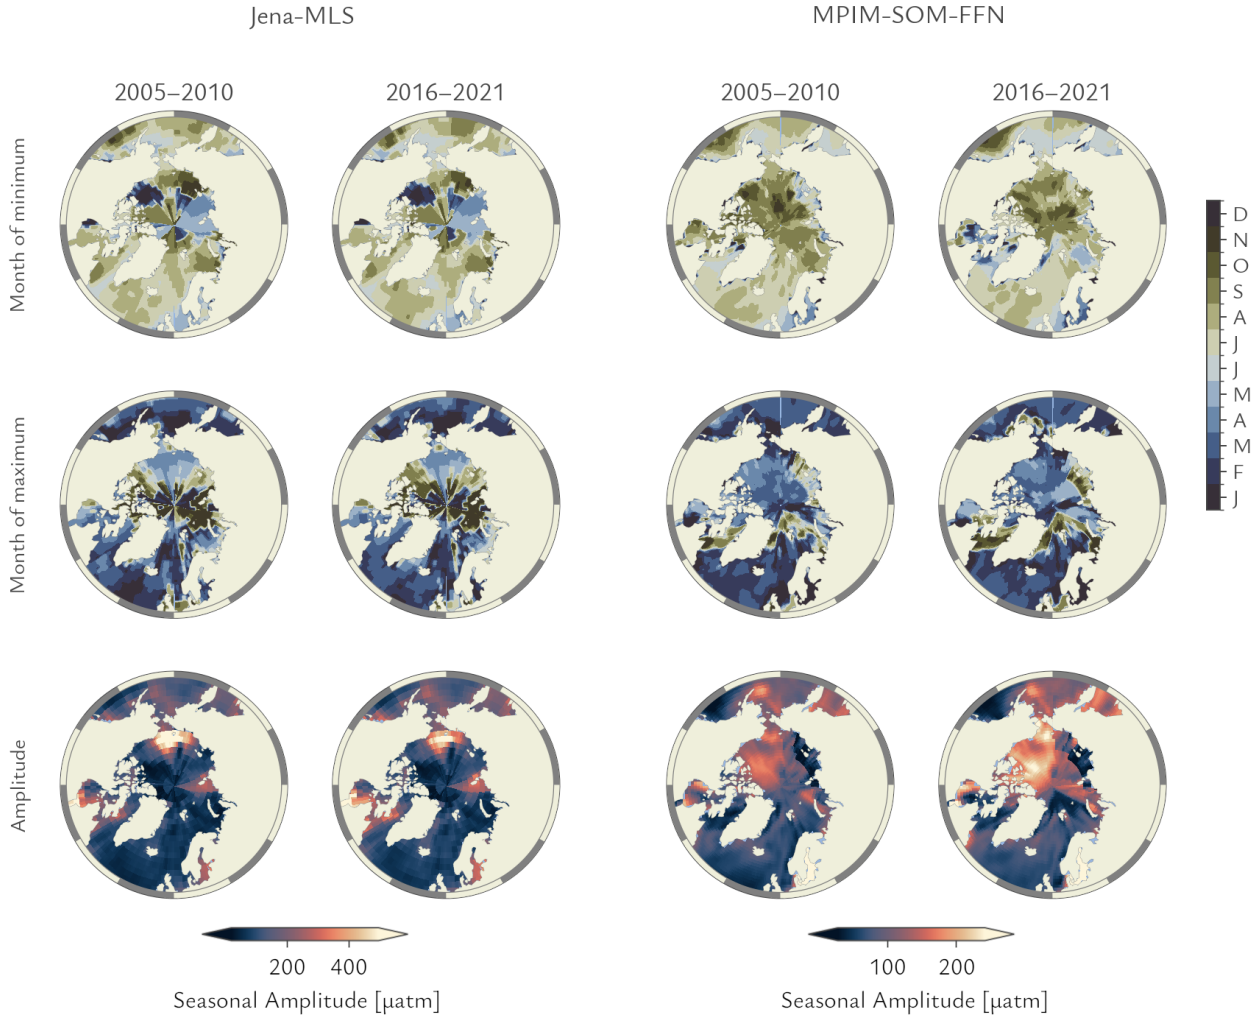 Jena-MLS
MPIM-SOM-FFN
2005–2010
2016–2021
2005–2010
2016–2021
Month of minimum
Month of maximum
Amplitude
D
N
O
S
A
J
J
M
A
M
F
J
200
400
Seasonal Amplitude [µatm]
100
200
Seasonal Amplitude [µatm]